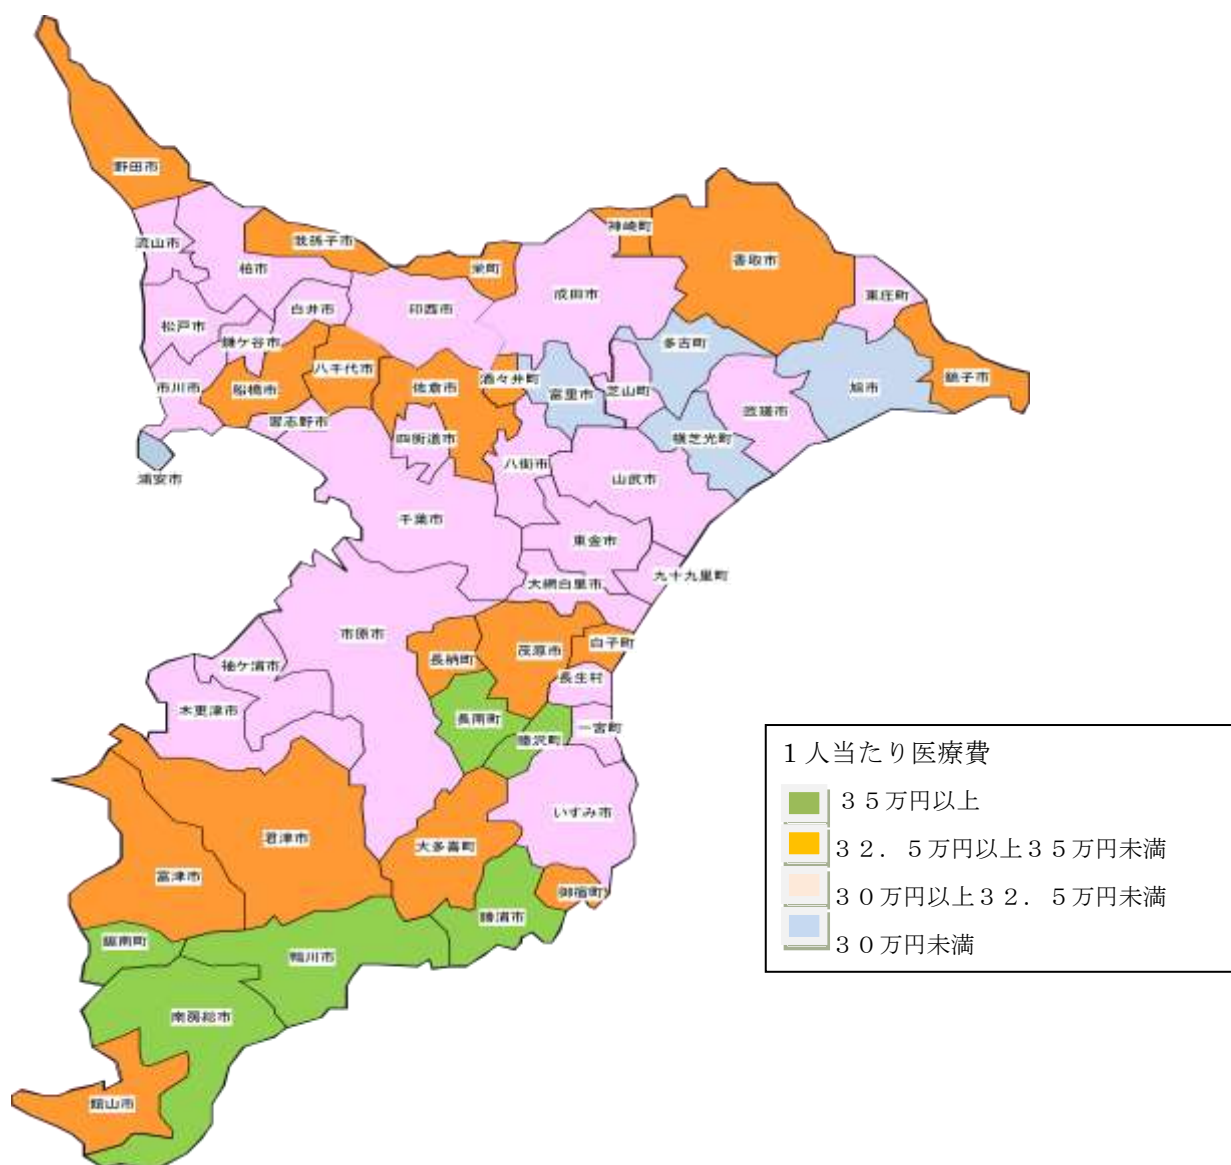 野田市
流山市
我孫子市
柏市
栄町
神崎町
香取市
成田市
東庄町
松戸市
白井市
印西市
鎌ケ谷市
多古町
市川市
船橋市
八千代市
佐倉市
酒々井町
富里市
芝山町
旭市
銚子市
習志野市
四街道市
匝瑳市
横芝光町
浦安市
八街市
山武市
千葉市
東金市
大網白里市
九十九里町
市原市
袖ケ浦市
長柄町
茂原市
白子町
長生村
木更津市
長南町
睦沢町
一宮町
君津市
大多喜町
いすみ市
富津市
御宿町
勝浦市
鋸南町
鴨川市
南房総市
館山市
1人当たり医療費
35万円以上
32.5万円以上35万円未満
30万円以上32.5万円未満
30万円未満